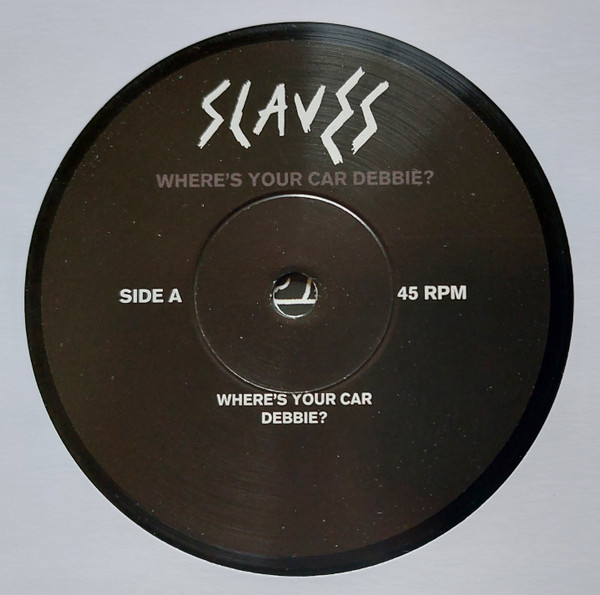 SLAVES
WHERE'S YOUR CAR DEBBIE?
SIDE A
45 RPM
WHERE'S YOUR CAR
DEBBIE?